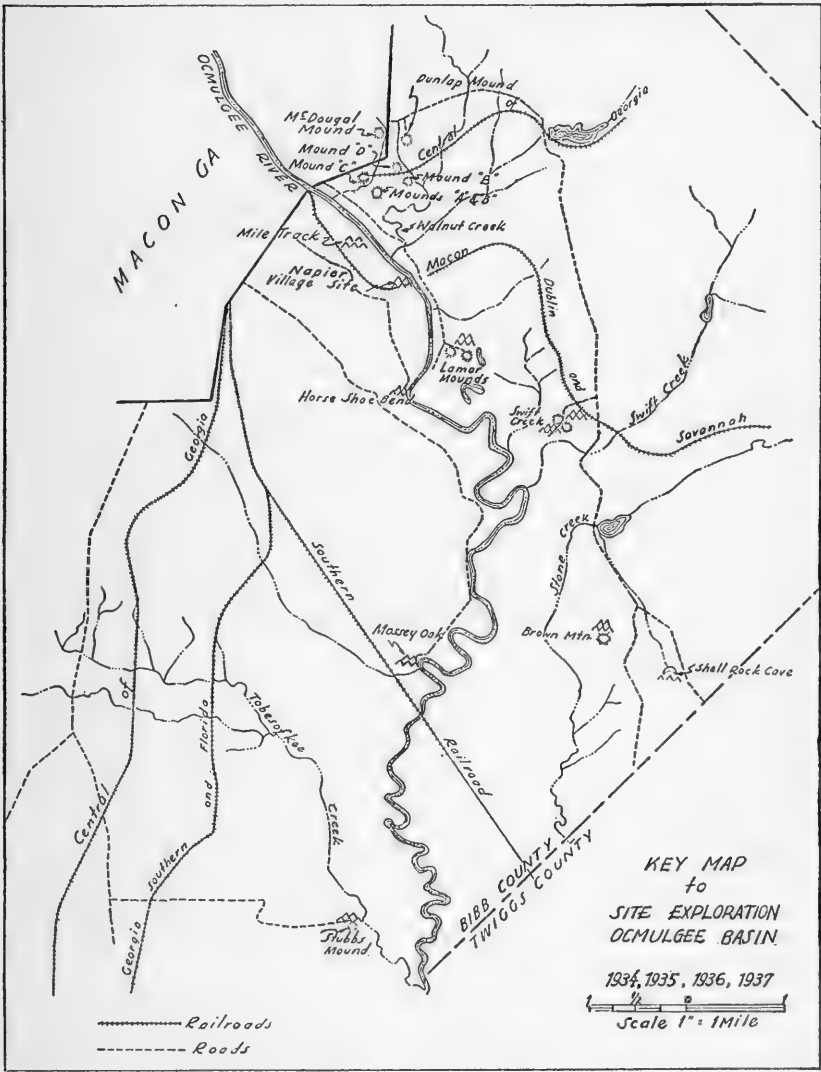 OCMULGEE
RIVER
MACON GA
McDougal
Mound
Dunlap Mound
Central
of
Georgia
Mound "D"
Mound "C"
Mound "E"
Mounds "A" & "B"
Walnut Creek
Mile Track
Napier
Village Site
Macon
Dublin
and
Savannah
Lamar
Mounds
Horse Shoe Bend
Swift
Creek
Swift Creek
Stone
Creek
Georgia
Southern
Railroad
Massey Oak
Brown Mtn.
Shell Rock Cave
of
Central
Florida
and
Southern
Georgia
Tobesofkee
Creek
Stubbs
Mound
BIBB COUNTY
TWIGGS COUNTY
KEY MAP
to
SITE EXPLORATION
OCMULGEE BASIN
1934, 1935, 1936, 1937
1 1/2 0 1
Scale 1" = 1 Mile
Railroads
Roads